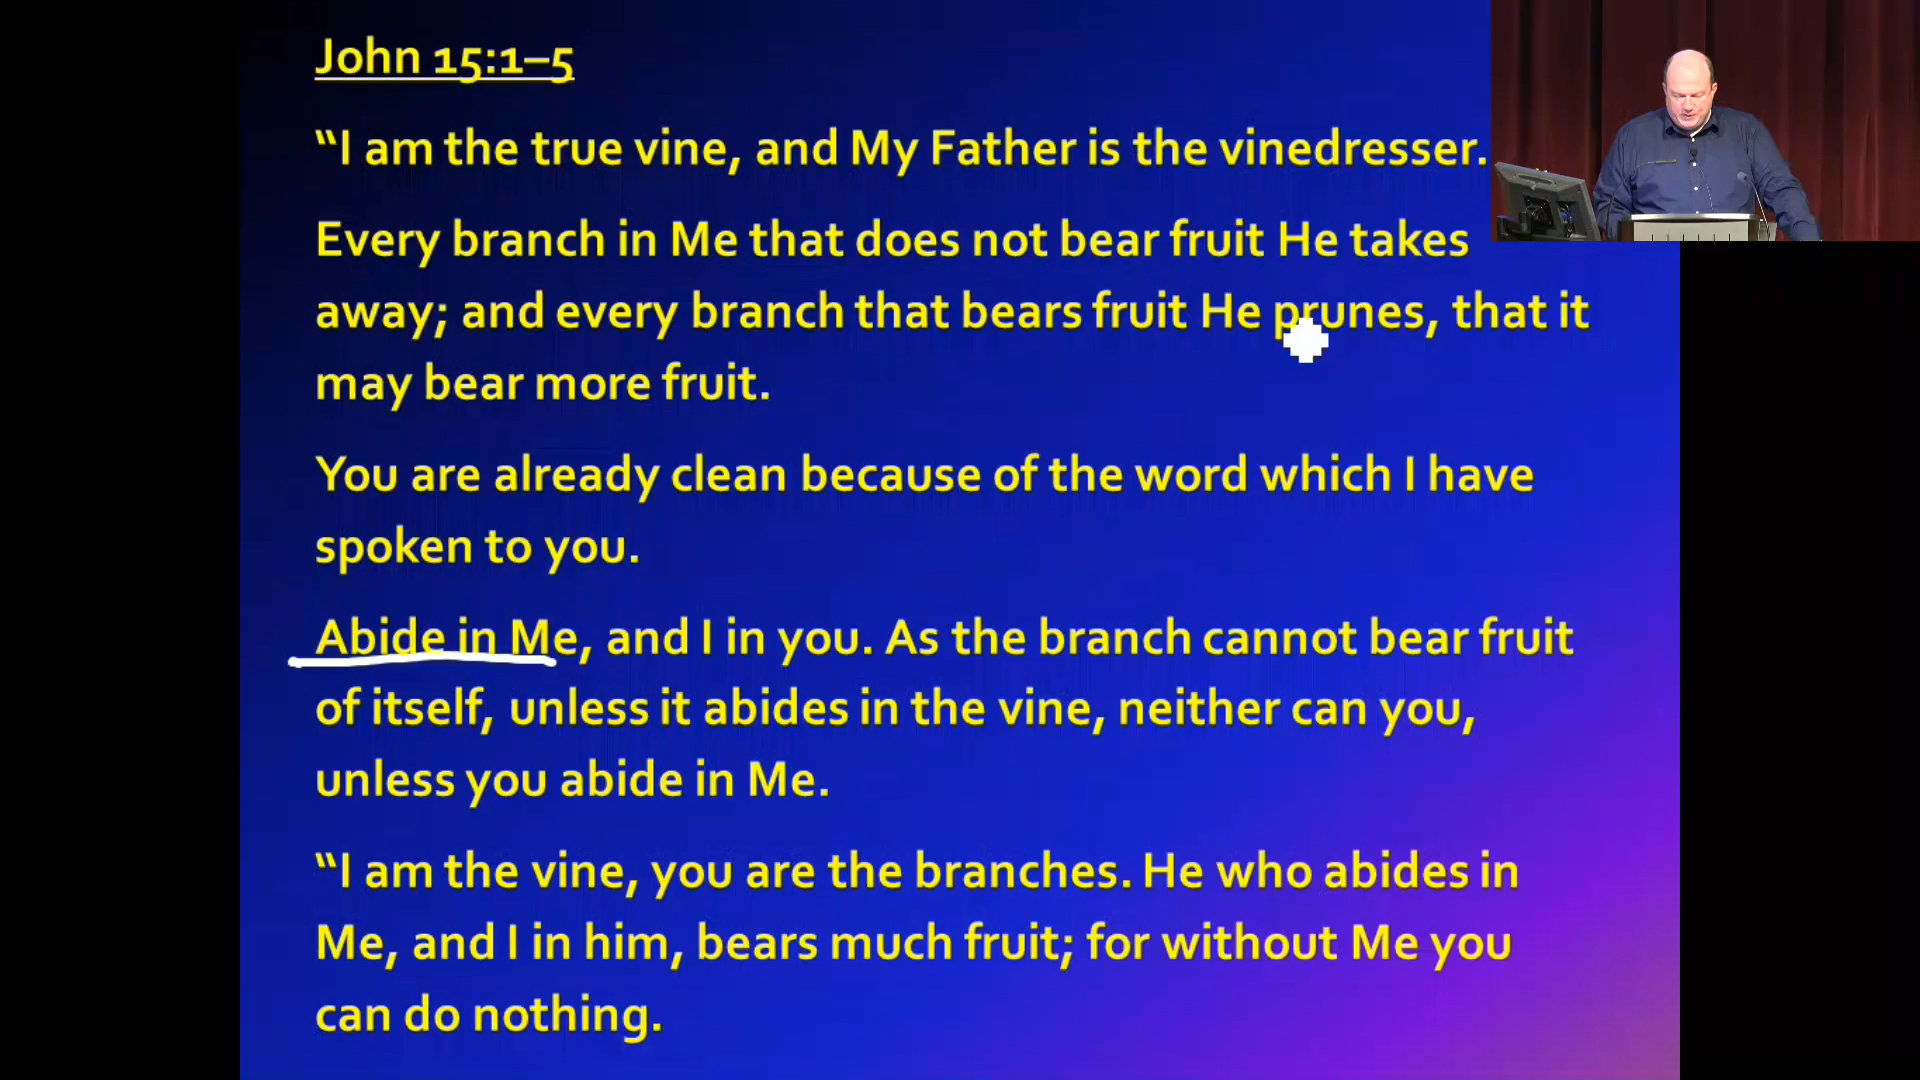 John 15:1–5
“I am the true vine, and My Father is the vinedresser.
Every branch in Me that does not bear fruit He takes
away; and every branch that bears fruit He prunes, that it
may bear more fruit.
You are already clean because of the word which I have
spoken to you.
Abide in Me, and I in you. As the branch cannot bear fruit
of itself, unless it abides in the vine, neither can you,
unless you abide in Me.
“I am the vine, you are the branches. He who abides in
Me, and I in him, bears much fruit; for without Me you
can do nothing.